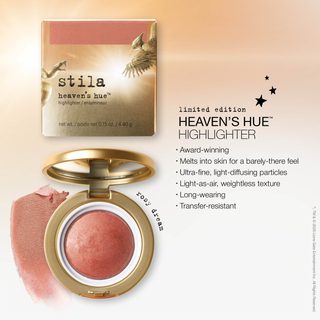 stila
heaven's hue™
highlighter / enlumineur
net wt. / poids net 0.15 oz. / 4.40 g
limited edition
HEAVEN'S HUE™
HIGHLIGHTER
• Award-winning
• Melts into skin for a barely-there feel
• Ultra-fine, light-diffusing particles
• Light-as-air, weightless texture
• Long-wearing
• Transfer-resistant
rosy dream